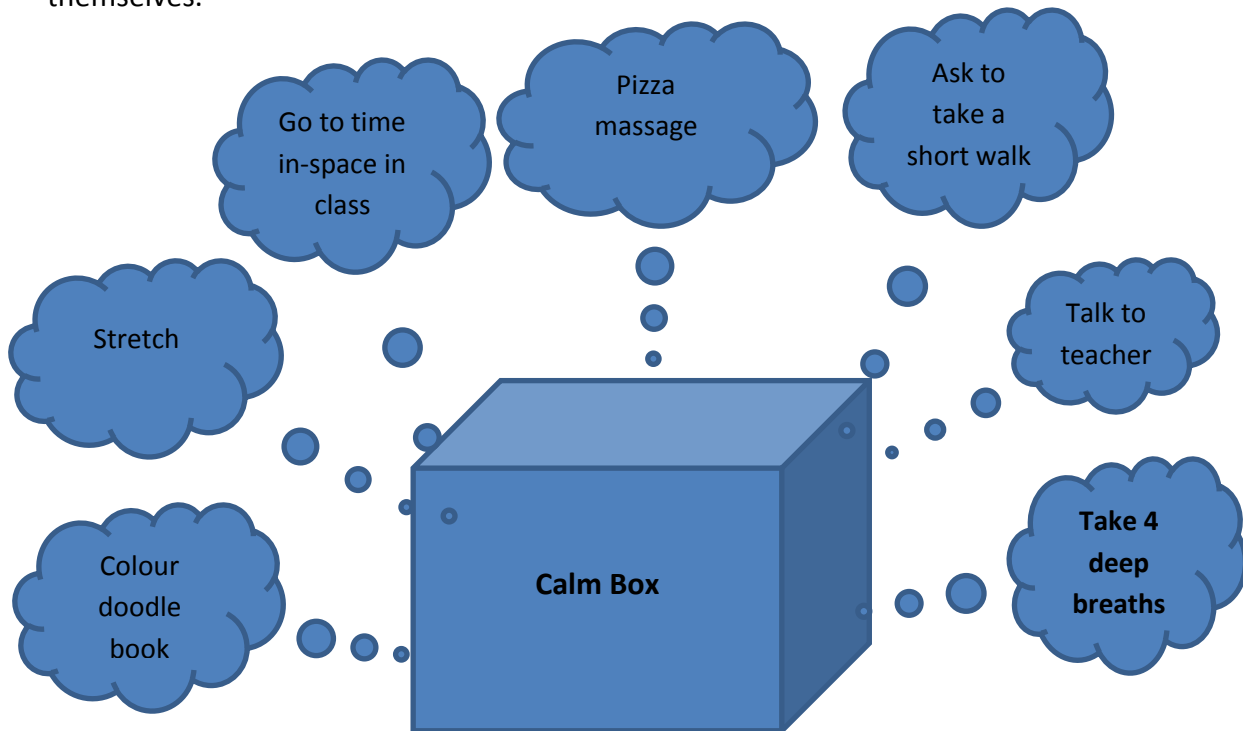 themselves.
Pizza
massage
Ask to
take a
short walk
Go to time
in-space in
class
Stretch
Talk to
teacher
Colour
doodle
book
Calm Box
Take 4
deep
breaths